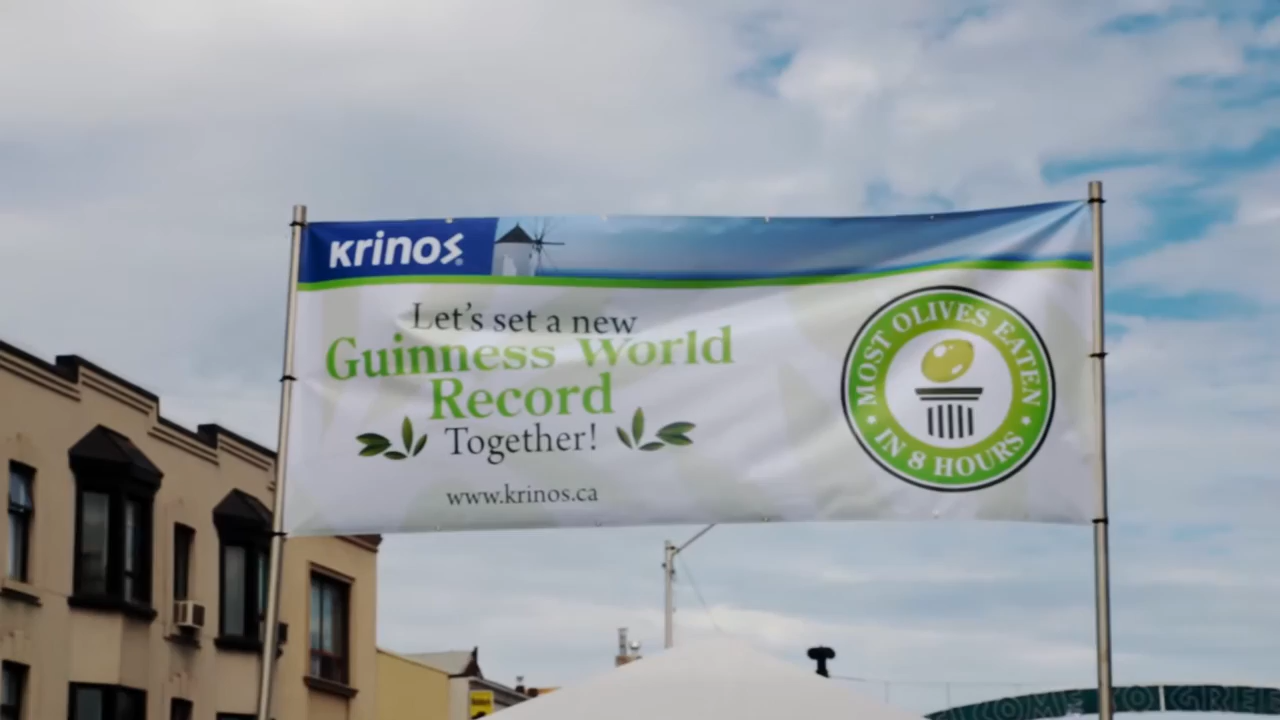 krinos
Let's set a new
Guinness World
Record
Together!
www.krinos.ca
MOST OLIVES EATEN
• IN 8 HOURS •